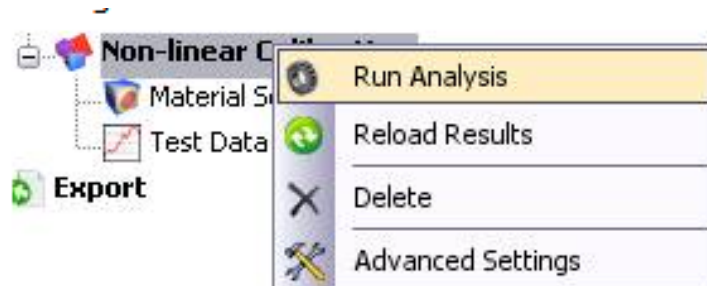 Non-linear
Run Analysis
Material
Reload Results
Test Data
Export
Delete
Advanced Settings